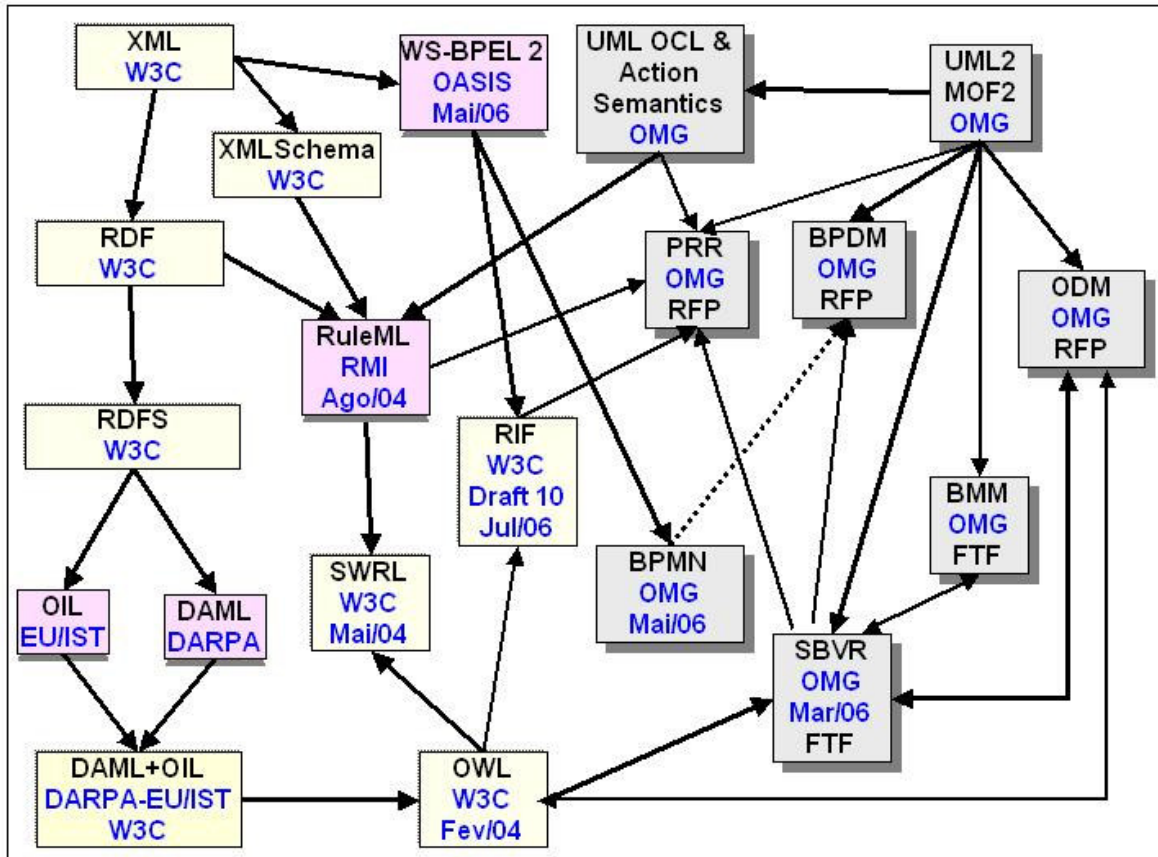 XML
W3C
WS-BPEL 2
OASIS
Mai/06
UML OCL &
Action
Semantics
OMG
UML2
MOF2
OMG
XMLSchema
W3C
RDF
W3C
PRR
OMG
RFP
BPDM
OMG
RFP
ODM
OMG
RFP
RuleML
RMI
Ago/04
RDFS
W3C
RIF
W3C
Draft 10
Jul/06
BMM
OMG
FTF
SWRL
W3C
Mai/04
BPMN
OMG
Mai/06
OIL
EU/IST
DAML
DARPA
SBVR
OMG
Mar/06
FTF
DAML+OIL
DARPA-EU/IST
W3C
OWL
W3C
Fev/04